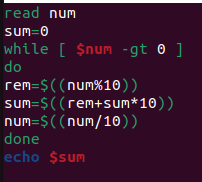 read num
sum=0
while [ $num -gt 0 ]
do
rem=$((num%10))
sum=$((rem+sum*10))
num=$((num/10))
done
echo $sum